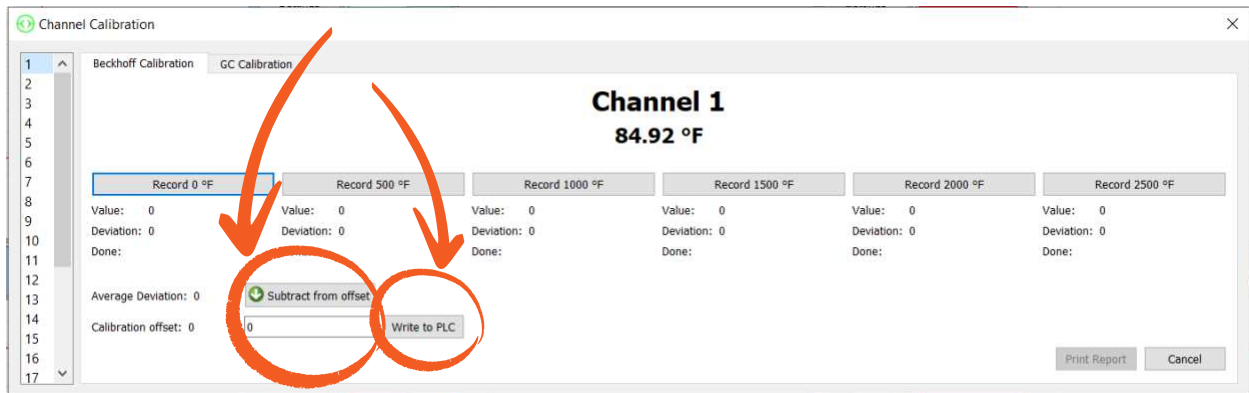 Channel Calibration
Beckhoff Calibration GC Calibration
1
2
3
4
5
6
7
8
9
10
11
12
13
14
15
16
17
Channel 1
84.92 °F
Record 0 °F Record 500 °F Record 1000 °F Record 1500 °F Record 2000 °F Record 2500 °F
Value: 0 Value: 0 Value: 0 Value: 0 Value: 0 Value: 0
Deviation: 0 Deviation: 0 Deviation: 0 Deviation: 0 Deviation: 0 Deviation: 0
Done: Done: Done: Done: Done:
Average Deviation: 0 Subtract from offset
Calibration offset: 0 0 Write to PLC
Print Report Cancel